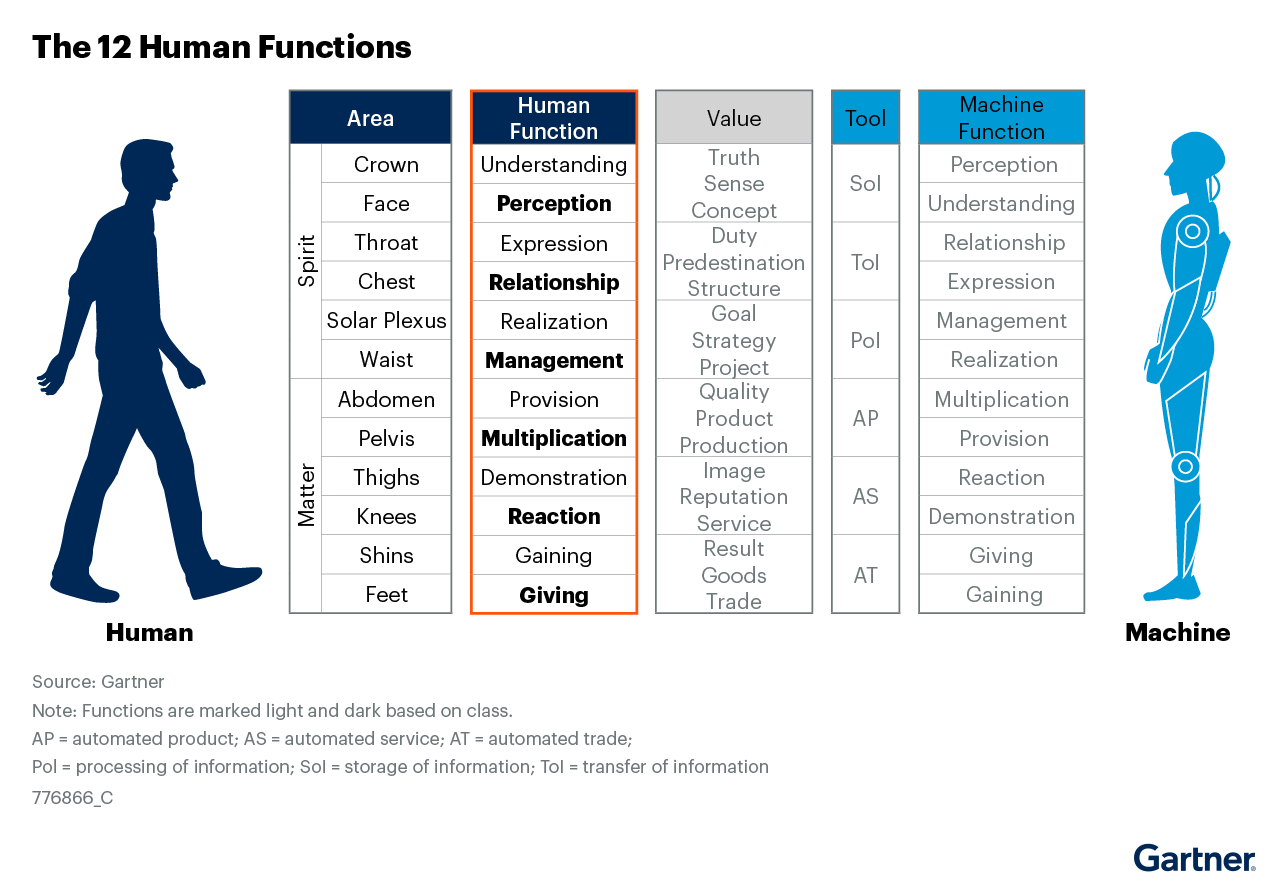 The 12 Human Functions
Area
Human
Function
Value
Tool
Machine
Function
Spirit
Matter
Crown
Face
Throat
Chest
Solar Plexus
Waist
Abdomen
Pelvis
Thighs
Knees
Shins
Feet
Understanding
Perception
Expression
Relationship
Realization
Management
Provision
Multiplication
Demonstration
Reaction
Gaining
Giving
Truth
Sense
Concept
Duty
Predestination
Structure
Goal
Strategy
Project
Quality
Product
Production
Image
Reputation
Service
Result
Goods
Trade
SoI
ToI
PoI
AP
AS
AT
Perception
Understanding
Relationship
Expression
Management
Realization
Multiplication
Provision
Reaction
Demonstration
Giving
Gaining
Human
Machine
Source: Gartner
Note: Functions are marked light and dark based on class.
AP = automated product; AS = automated service; AT = automated trade;
PoI = processing of information; SoI = storage of information; ToI = transfer of information
776866_C
Gartner®